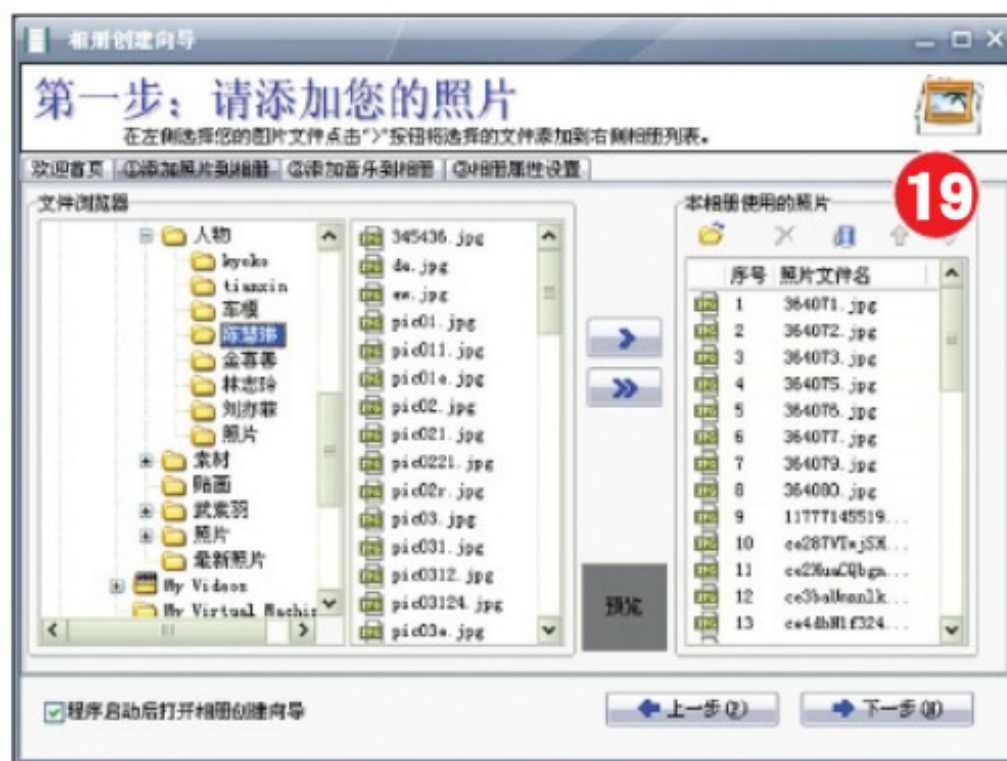 相册创建向导
第一步：请添加您的照片
在左侧选择您的图片文件点击“>”按钮将选择的文件添加到右侧相册列表。
欢迎首页 ①添加照片到相册 ②添加音乐到相册 ③相册属性设置
19
文件浏览器
人物
kyoko
tianxin
车模
陈慧琳
金喜善
林志玲
刘亦菲
照片
素材
贴画
武素羽
照片
最新照片
My Videos
My Virtual Machin
345436.jpg
de.jpg
ew.jpg
pic01.jpg
pic011.jpg
pic01e.jpg
pic02.jpg
pic021.jpg
pic0221.jpg
pic02r.jpg
pic03.jpg
pic031.jpg
pic0312.jpg
pic03124.jpg
pic03e.jpg
预览
本相册使用的照片
序号 照片文件名
1 364071.jpg
2 364072.jpg
3 364073.jpg
4 364075.jpg
5 364076.jpg
6 364077.jpg
7 364079.jpg
8 364080.jpg
9 11777145519...
10
11
12
13
程序启动后打开相册创建向导
上一步(P)
下一步(N)